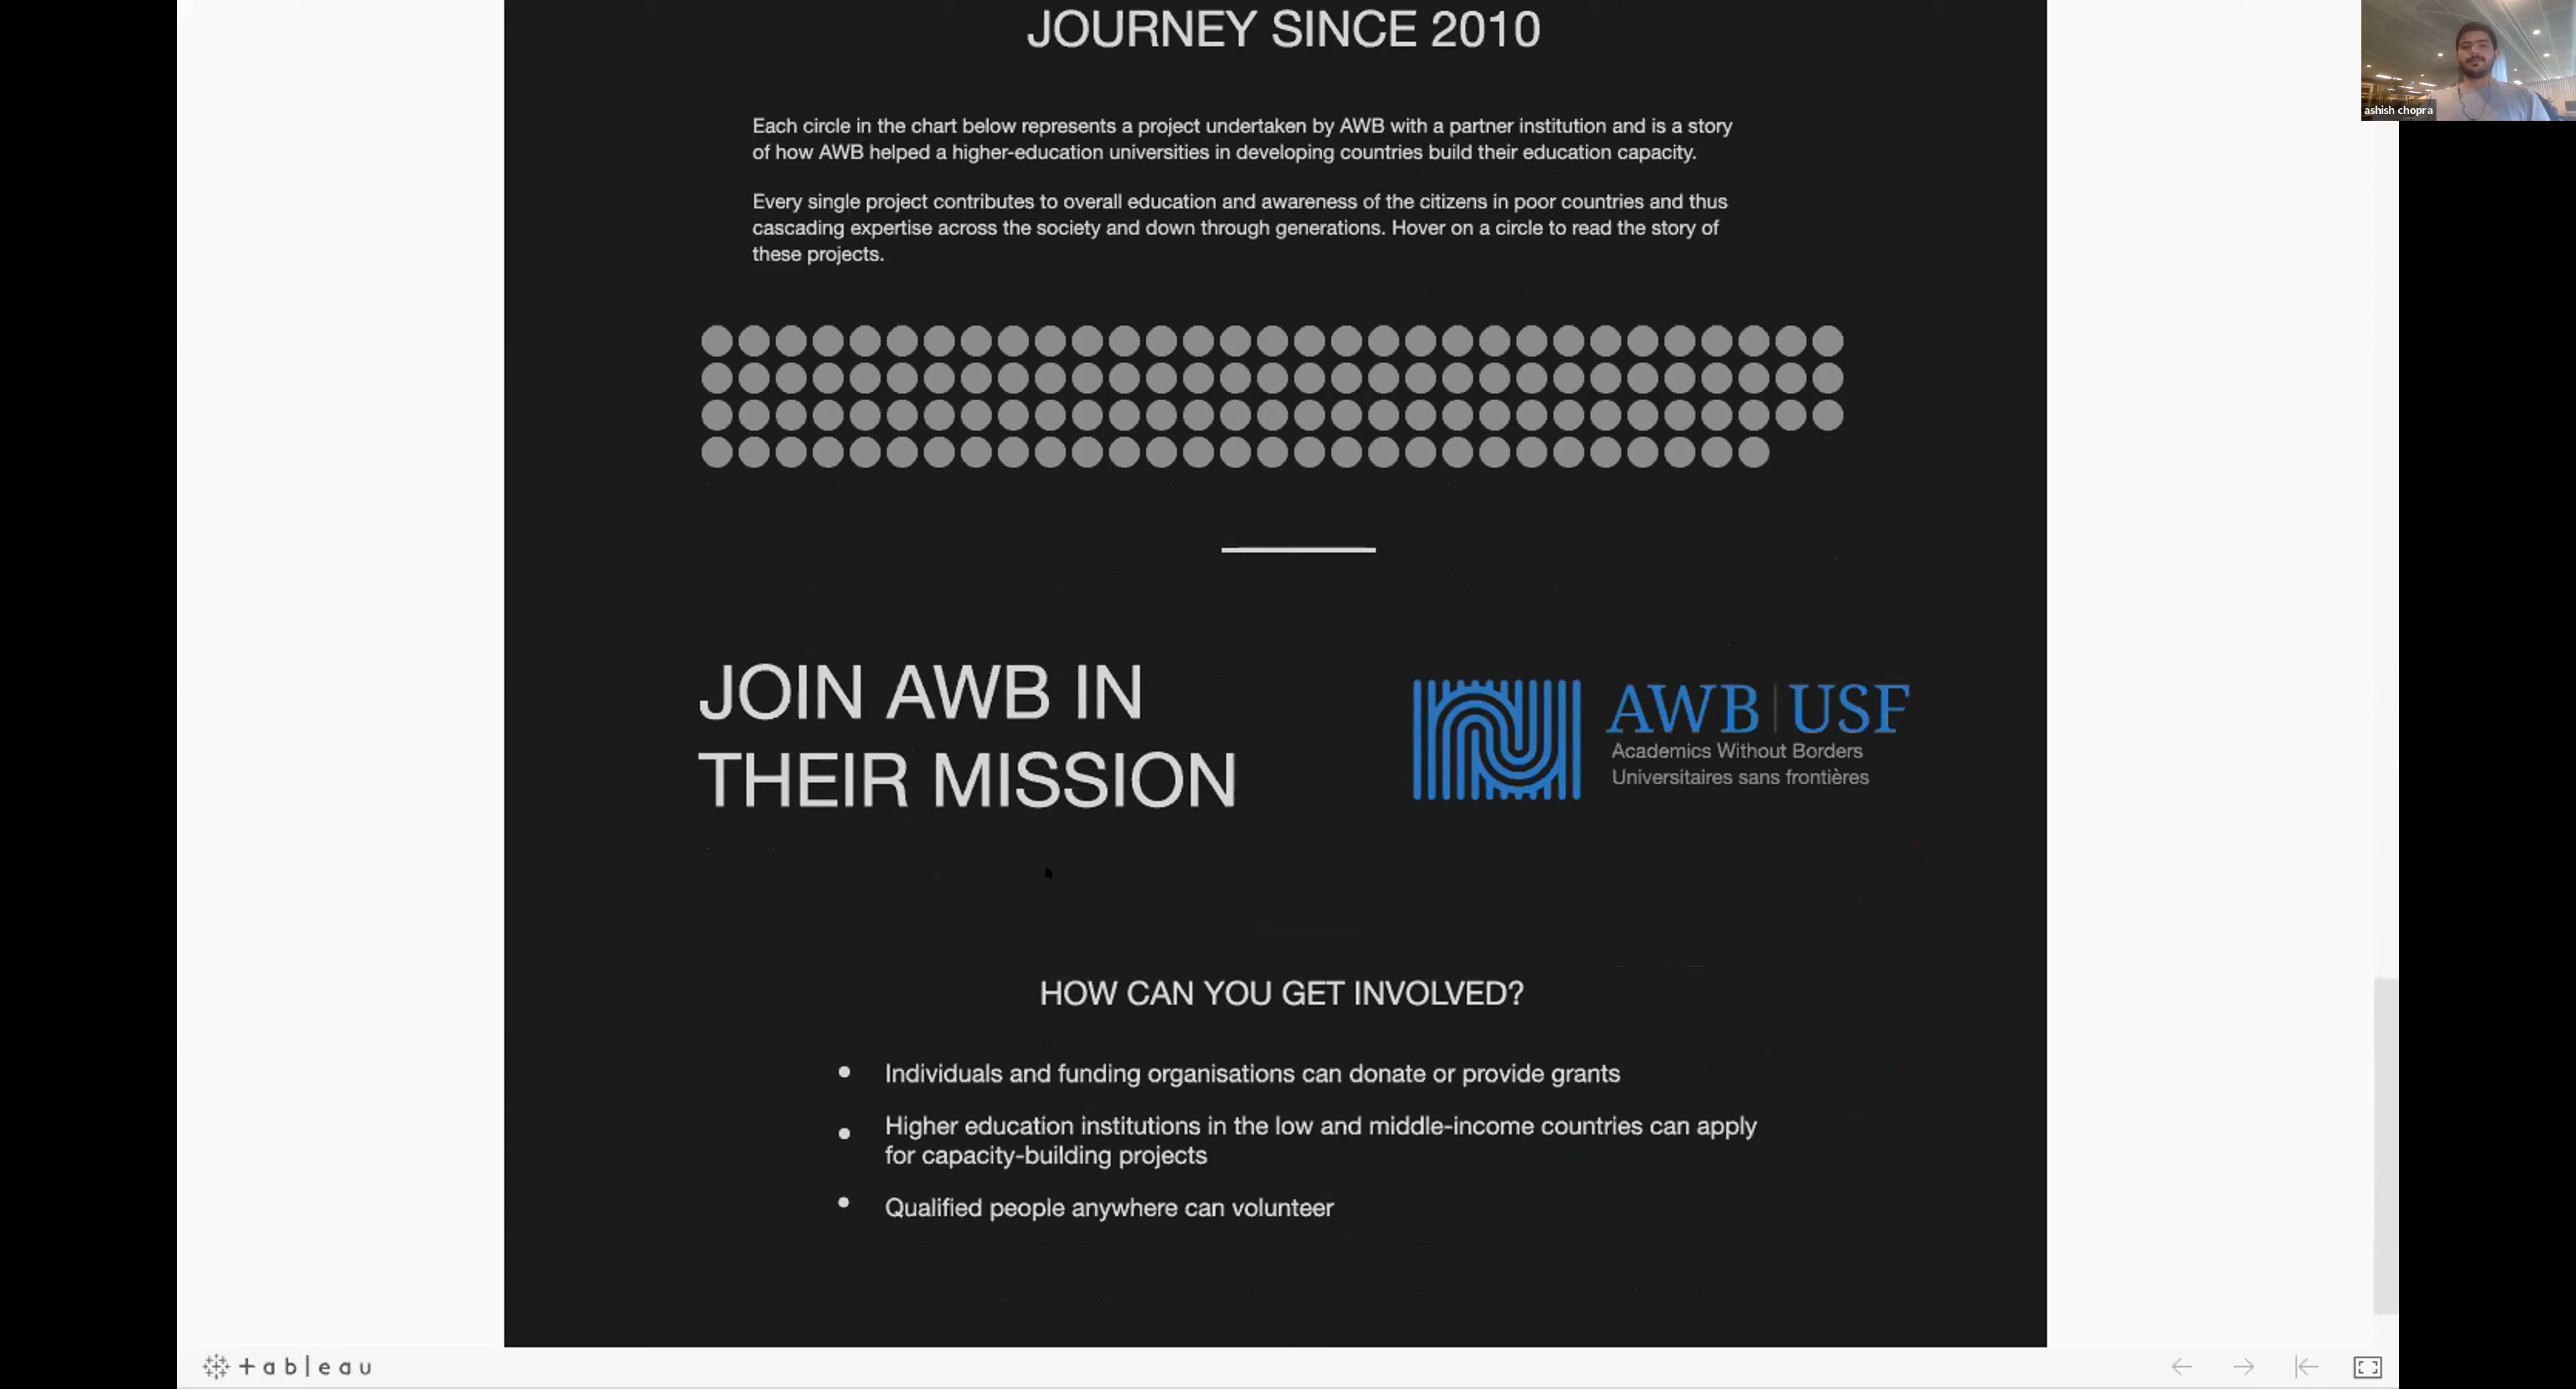 JOURNEY SINCE 2010
ashish chopra
Each circle in the chart below represents a project undertaken by AWB with a partner institution and is a story
of how AWB helped a higher-education universities in developing countries build their education capacity.
Every single project contributes to overall education and awareness of the citizens in poor countries and thus
cascading expertise across the society and down through generations. Hover on a circle to read the story of
these projects.
JOIN AWB IN
THEIR MISSION
AWB | USF
Academics Without Borders
Universitaires sans frontières
HOW CAN YOU GET INVOLVED?
• Individuals and funding organisations can donate or provide grants
• Higher education institutions in the low and middle-income countries can apply
for capacity-building projects
• Qualified people anywhere can volunteer
+ableau